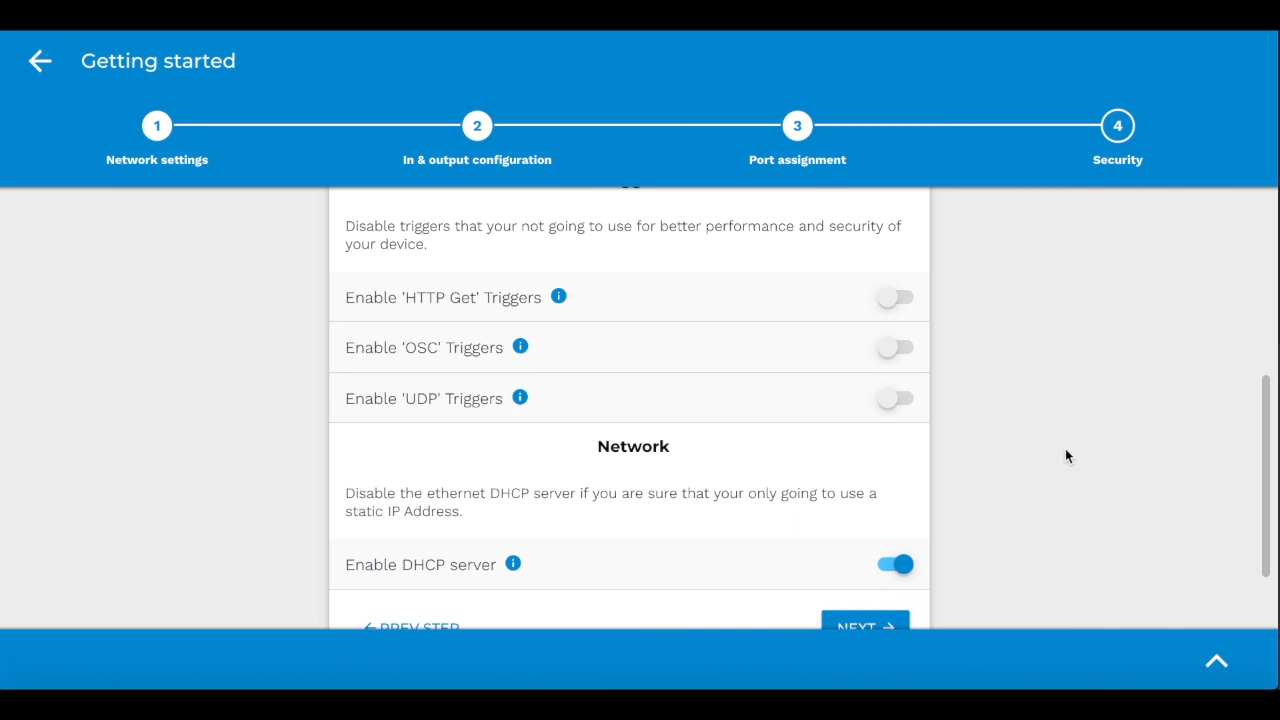 Getting started
1
2
3
4
Network settings
In & output configuration
Port assignment
Security
Disable triggers that your not going to use for better performance and security of
your device.
Enable 'HTTP Get' Triggers
Enable 'OSC' Triggers
Enable 'UDP' Triggers
Network
Disable the ethernet DHCP server if you are sure that your only going to use a
static IP Address.
Enable DHCP server
← PREV STEP
NEXT →